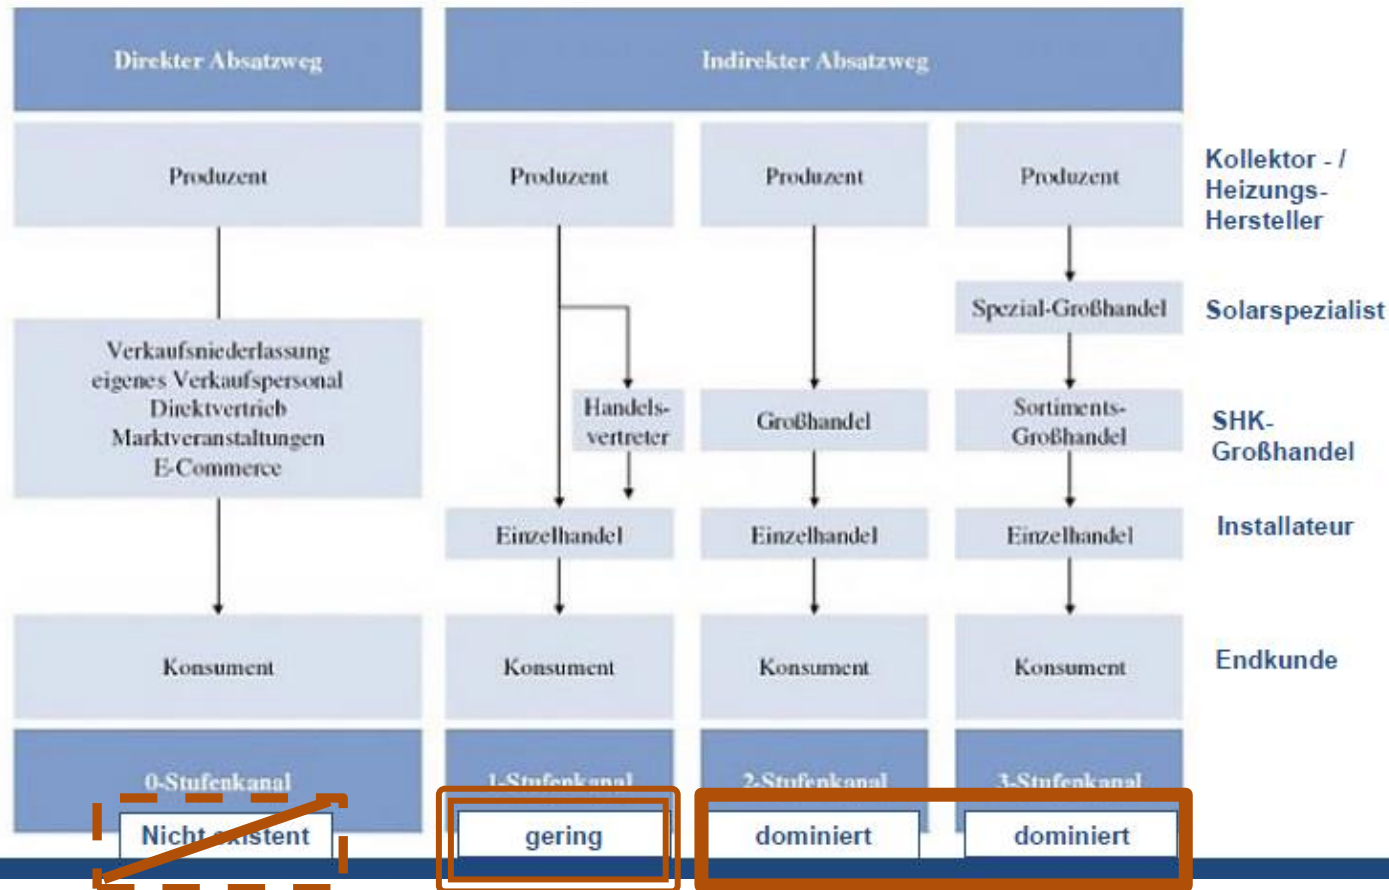 Direkter Absatzweg
Indirekter Absatzweg
Produzent
Produzent
Produzent
Produzent
Kollektor - /
Heizungs-
Hersteller
Spezial-Großhandel
Solarspezialist
Verkaufsniederlassung
eigenes Verkaufspersonal
Direktvertrieb
Marktveranstaltungen
E-Commerce
Handels-
vertreter
Großhandel
Sortiments-
Großhandel
SHK-
Großhandel
Einzelhandel
Einzelhandel
Einzelhandel
Installateur
Konsument
Konsument
Konsument
Konsument
Endkunde
0-Stufenkanal
1-Stufenkanal
2-Stufenkanal
3-Stufenkanal
Nicht existent
gering
dominiert
dominiert